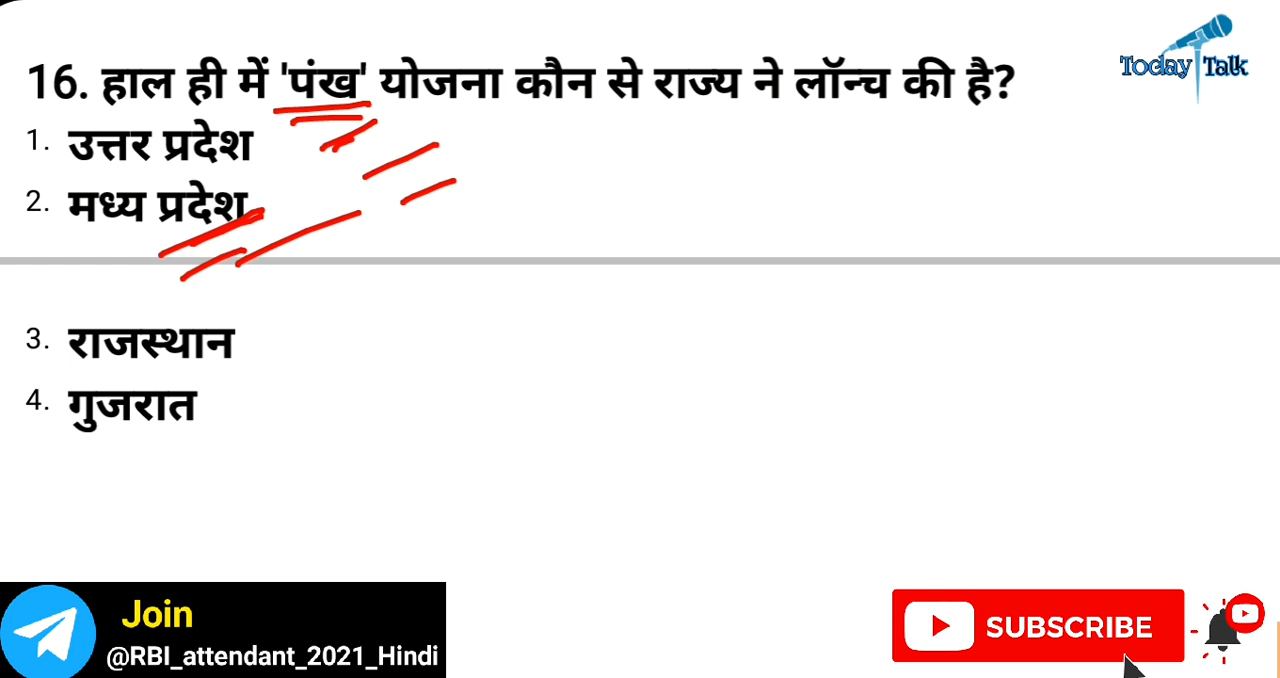 Today Talk
16. हाल ही में 'पंख' योजना कौन से राज्य ने लॉन्च की है?
1. उत्तर प्रदेश
2. मध्य प्रदेश
3. राजस्थान
4. गुजरात
Join
@RBI_attendant_2021_Hindi
SUBSCRIBE